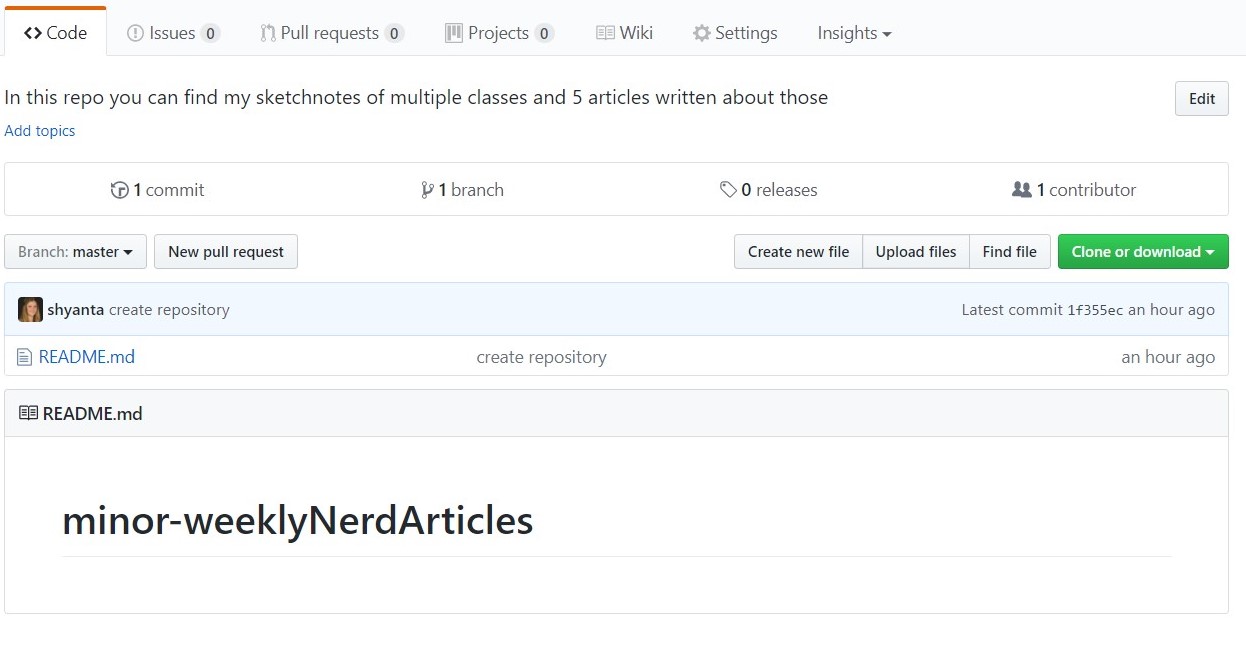 Code Issues 0 Pull requests 0 Projects 0 Wiki Settings Insights
In this repo you can find my sketchnotes of multiple classes and 5 articles written about those Edit
Add topics
1 commit 1 branch 0 releases 1 contributor
Branch: master New pull request Create new file Upload files Find file Clone or download
shyanta create repository Latest commit 1f355ec an hour ago
README.md create repository an hour ago
README.md
minor-weeklyNerdArticles